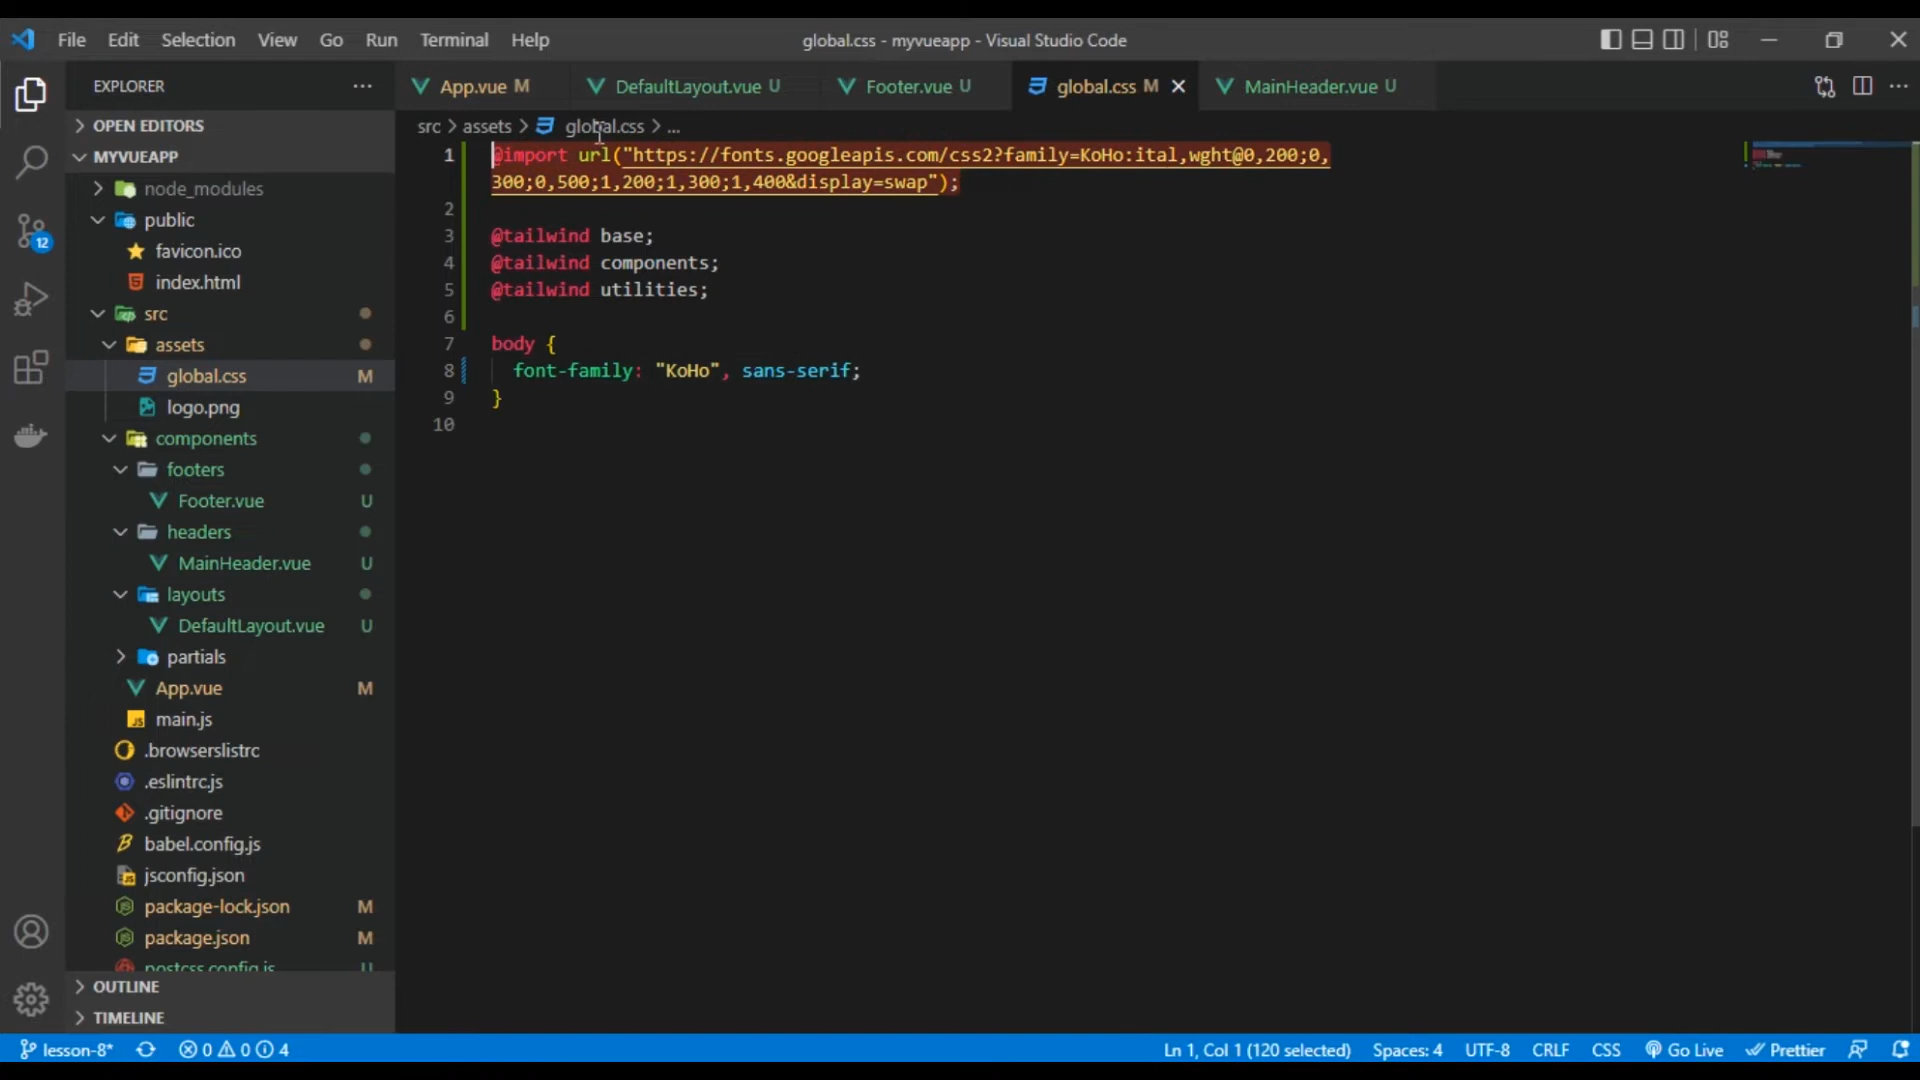 File Edit Selection View Go Run Terminal Help
global.css - myvueapp - Visual Studio Code
EXPLORER
App.vue M
DefaultLayout.vue U
Footer.vue U
global.css M
MainHeader.vue U
OPEN EDITORS
MYVUEAPP
node_modules
public
favicon.ico
index.html
src
assets
global.css M
logo.png
components
footers
Footer.vue U
headers
MainHeader.vue U
layouts
DefaultLayout.vue U
partials
App.vue M
main.js
.browserslistrc
.eslintrc.js
.gitignore
babel.config.js
jsconfig.json
package-lock.json M
package.json M
postcss.config.js U
OUTLINE
TIMELINE
12
src > assets > global.css > ...
1 @import url("https://fonts.googleapis.com/css2?family=KoHo:ital,wght@0,200;0,
300;0,500;1,200;1,300;1,400&display=swap");
2
3 @tailwind base;
4 @tailwind components;
5 @tailwind utilities;
6
7 body {
8 font-family: "KoHo", sans-serif;
9 }
10
lesson-8* 0 0 4
Ln 1, Col 1 (120 selected) Spaces: 4 UTF-8 CRLF CSS Go Live Prettier